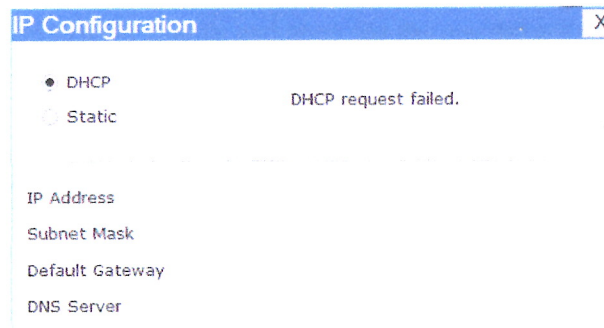 IP Configuration X
DHCP
DHCP request failed.
Static
IP Address
Subnet Mask
Default Gateway
DNS Server